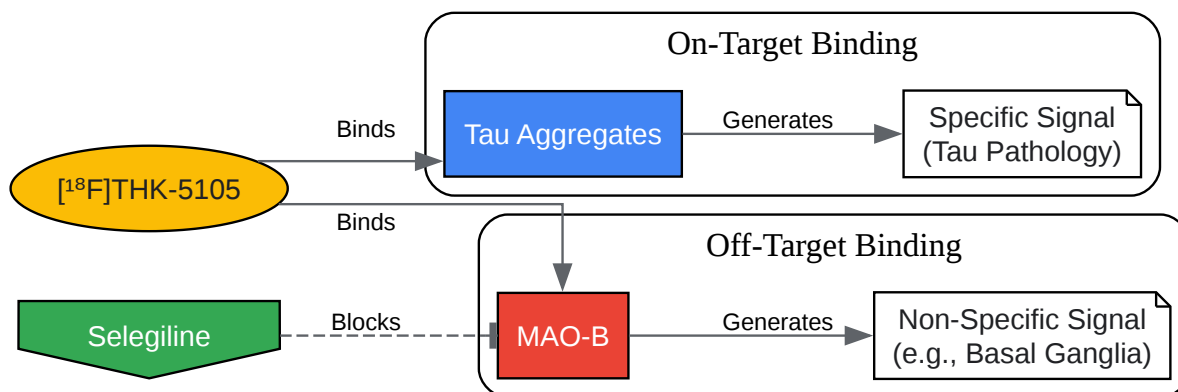 On-Target Binding
Binds
Tau Aggregates
Generates
Specific Signal
(Tau Pathology)
[¹⁸F]THK-5105
Binds
Off-Target Binding
Selegiline
Blocks
MAO-B
Generates
Non-Specific Signal
(e.g., Basal Ganglia)